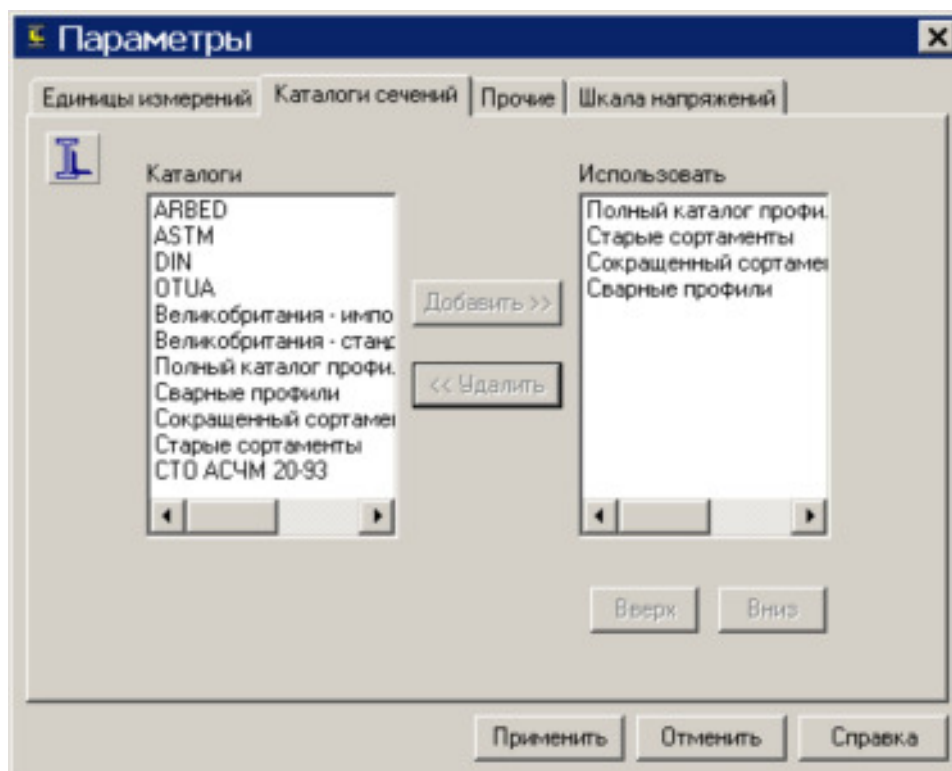 Параметры
Единицы измерений
Каталоги сечений
Прочие
Шкала напряжений
Каталоги
ARBED
ASTM
DIN
OTUA
Великобритания - импо
Великобритания - станд
Полный каталог профи.
Сварные профили
Сокращенный сортамен
Старые сортаменты
СТО АСЧМ 20-93
Добавить >>
<< Удалить
Использовать
Полный каталог профи.
Старые сортаменты
Сокращенный сортамен
Сварные профили
Вверх
Вниз
Применить
Отменить
Справка